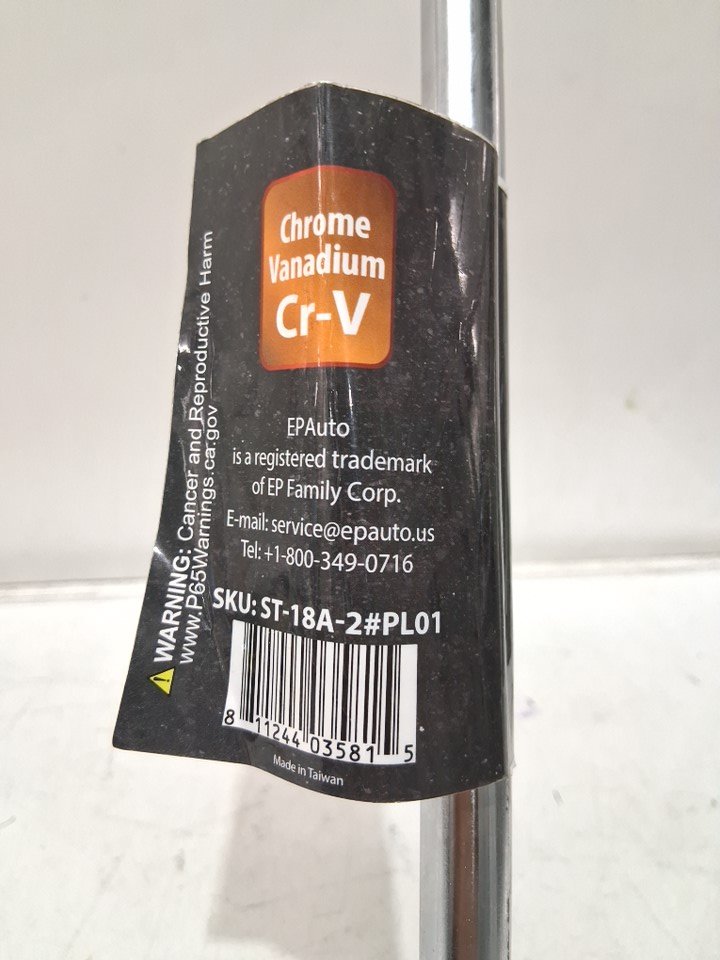 Chrome
Vanadium
Cr-V
EPAuto
is a registered trademark
of EP Family Corp.
E-mail: service@epauto.us
Tel: +1-800-349-0716
SKU: ST-18A-2#PL01
8 11244 03581 5
Made in Taiwan
WARNING: Cancer and Reproductive Harm
www.P65Warnings.ca.gov